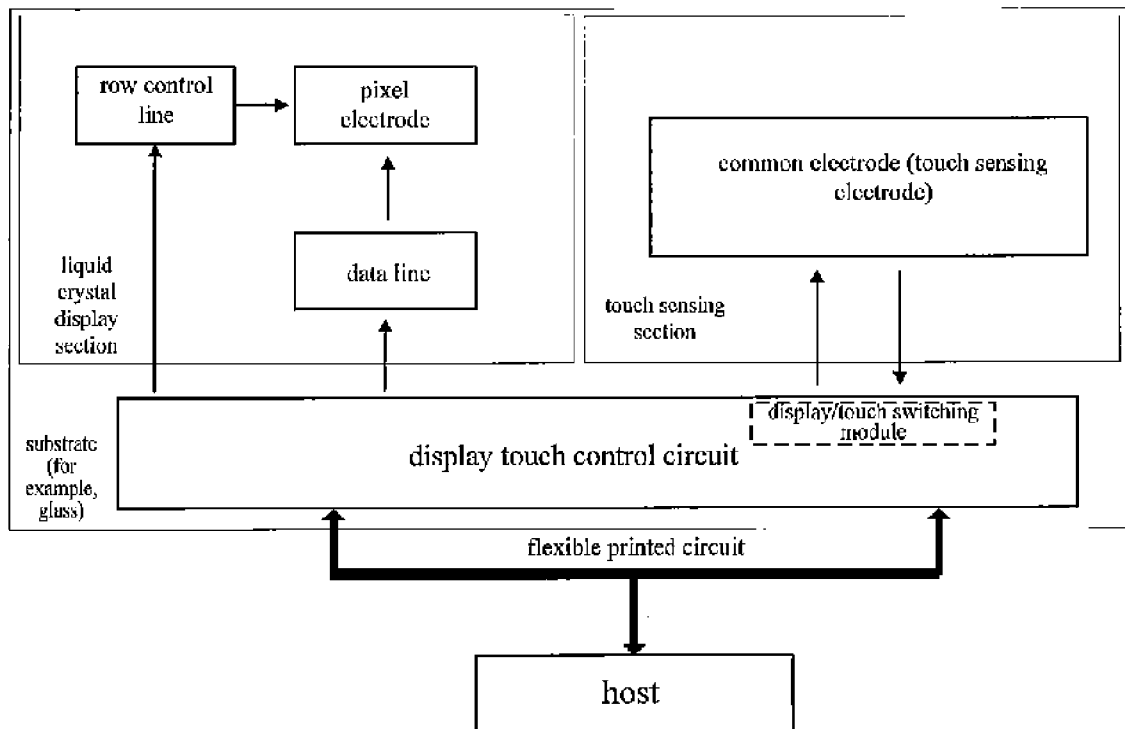 row control
line
pixel
electrode
common electrode (touch sensing
electrode)
data line
liquid
crystal
display
section
touch sensing
section
display/touch switching
module
display touch control circuit
substrate
(for
example,
glass)
flexible printed circuit
host